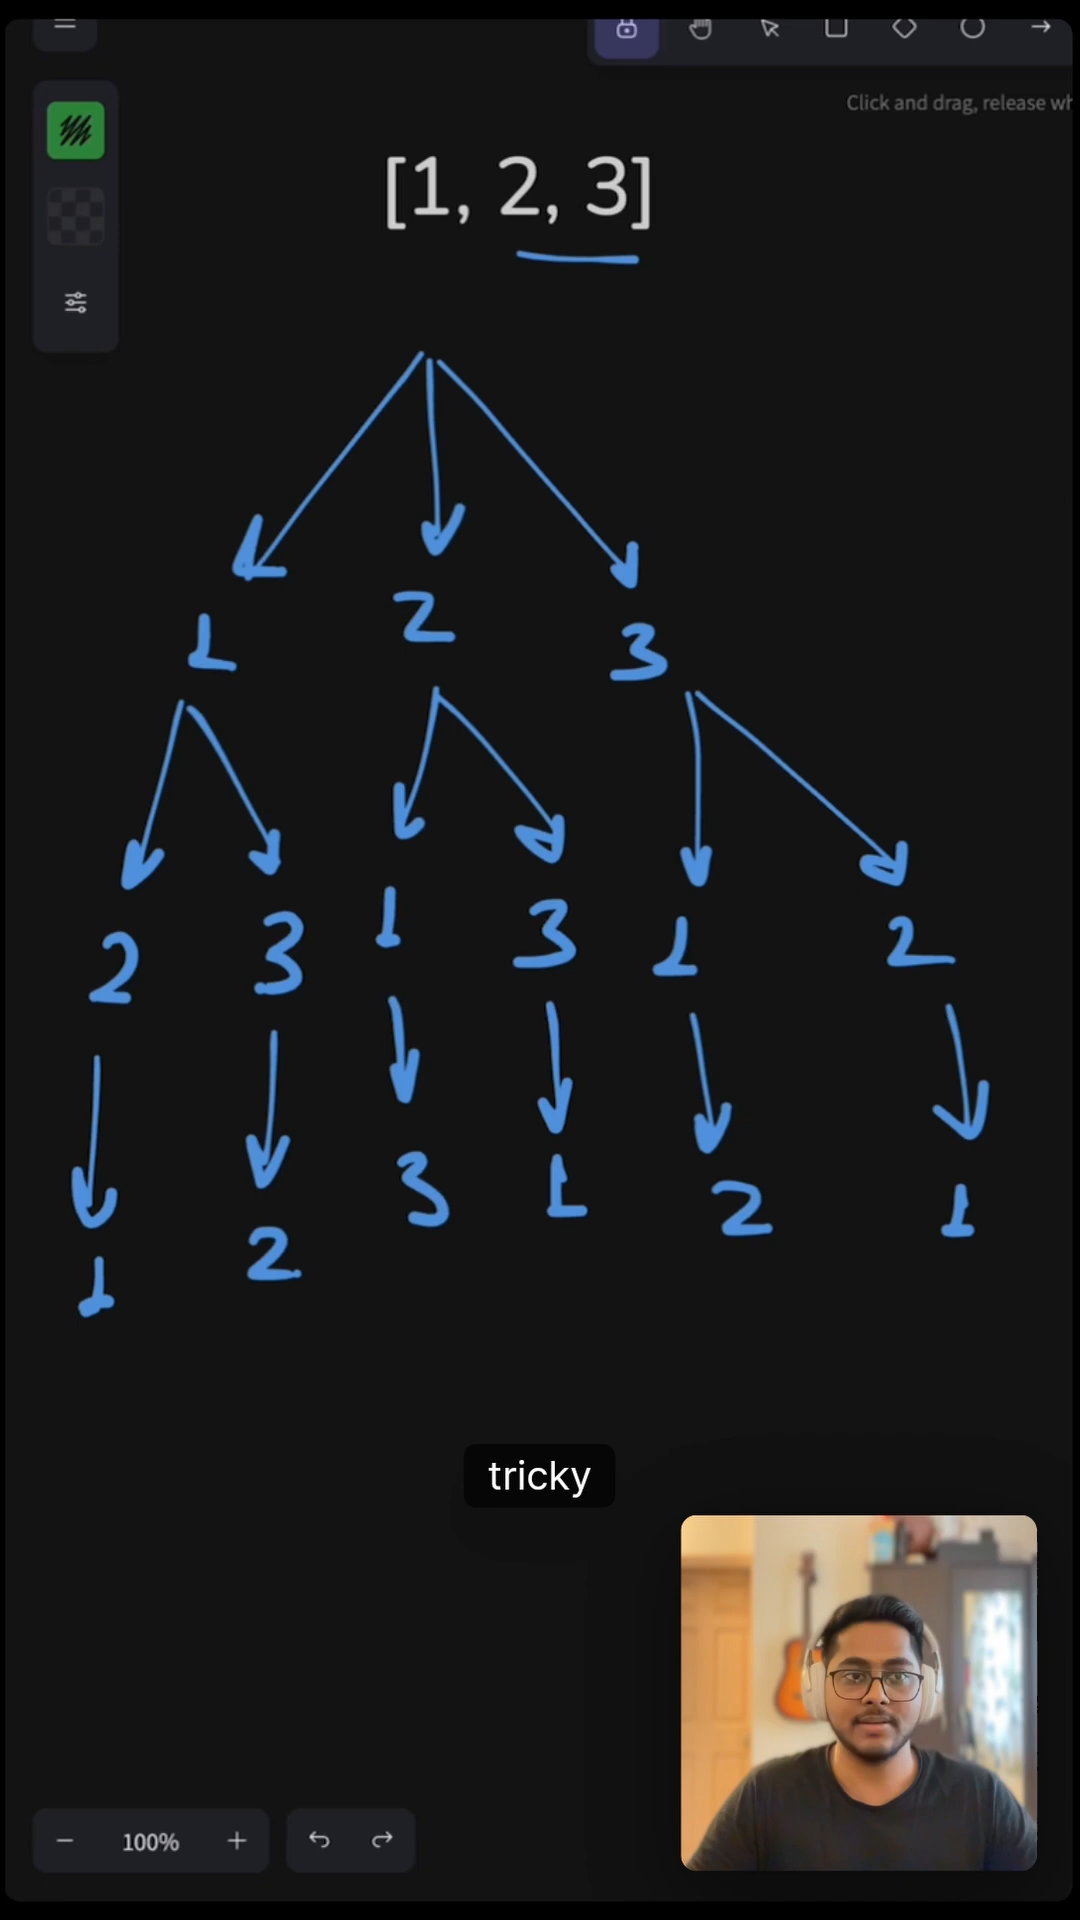 Click and drag, release wh
[1, 2, 3]
1 2 3
2 3 1 3 1 2
1 2 3 1 2 1
tricky
100%